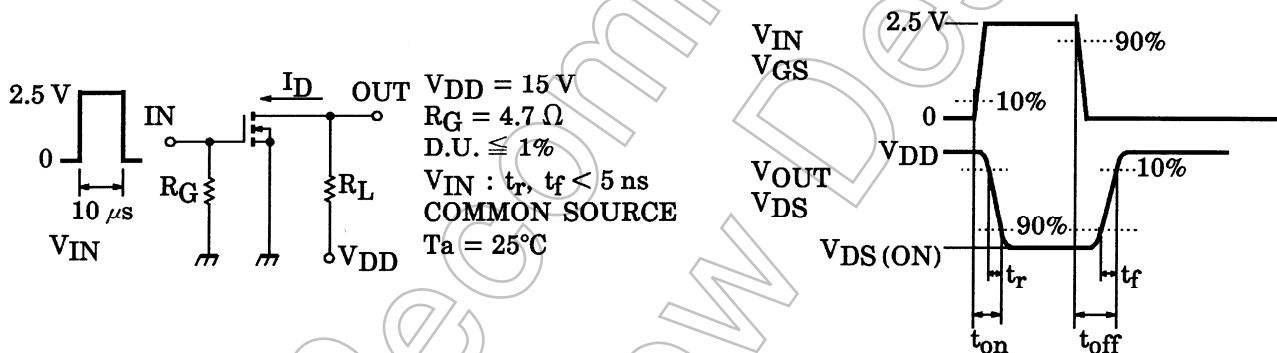 2.5 V
0
10 μs
VIN
IN
RG
ID
OUT
RL
VDD
VDD = 15 V
RG = 4.7 Ω
D.U. ≦ 1%
VIN : tr, tf < 5 ns
COMMON SOURCE
Ta = 25°C
VIN
VGS
2.5 V
0
10%
90%
VOUT
VDS
VDD
VDS (ON)
90%
10%
tr
tf
ton
toff